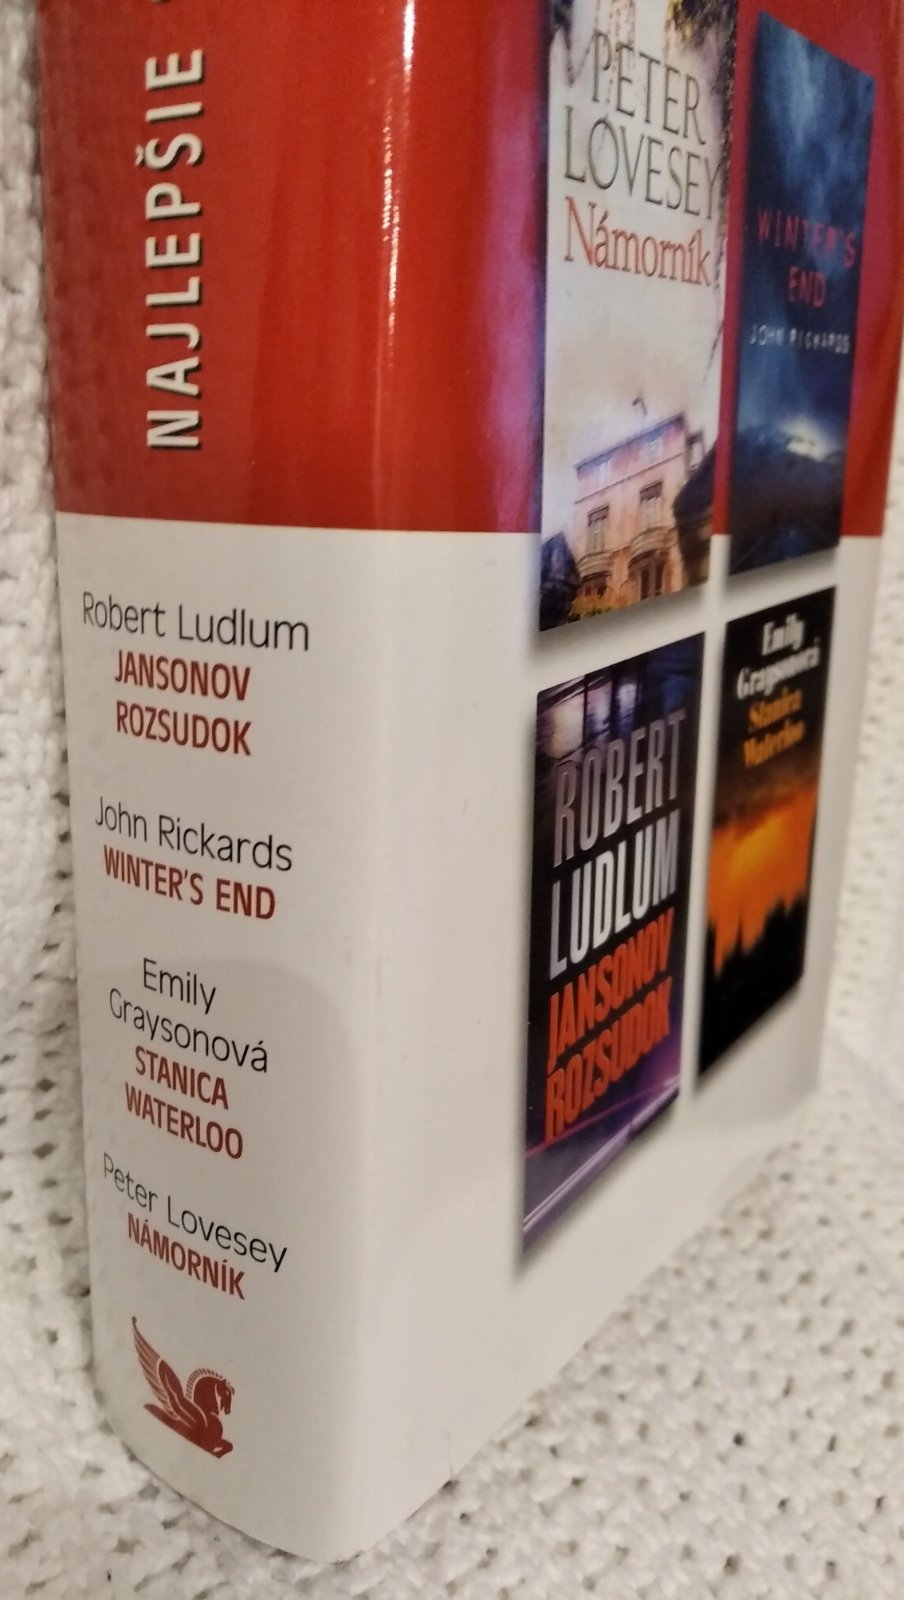 NAJLEPŠIE
Robert Ludlum
JANSONOV
ROZSUDOK
John Rickards
WINTER'S END
Emily
Graysonová
STANICA
WATERLOO
Peter Lovesey
NÁMORNÍK
PETER
LOVESEY
Námorník
WINTER'S
END
JOHN RICKARDS
ROBERT
LUDLUM
JANSONOV
ROZSUDOK
Emily
Graysonová
Stanica
Waterloo